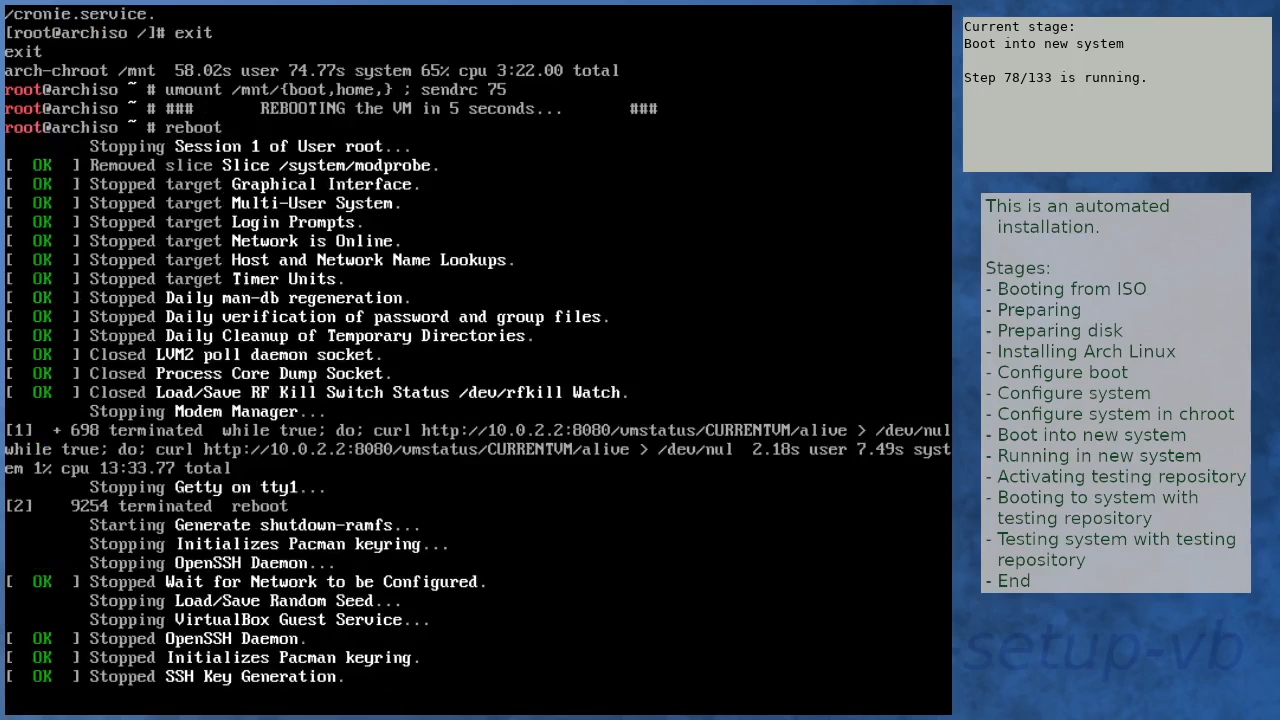 /cronie.service.
[root@archiso /]# exit
exit
arch-chroot /mnt  58.02s user 74.77s system 65% cpu 3:22.00 total
root@archiso ~ # umount /mnt/{boot,home,} ; sendrc 75
root@archiso ~ # ###       REBOOTING the VM in 5 seconds...       ###
root@archiso ~ # reboot
         Stopping Session 1 of User root...
[  OK  ] Removed slice Slice /system/modprobe.
[  OK  ] Stopped target Graphical Interface.
[  OK  ] Stopped target Multi-User System.
[  OK  ] Stopped target Login Prompts.
[  OK  ] Stopped target Network is Online.
[  OK  ] Stopped target Host and Network Name Lookups.
[  OK  ] Stopped target Timer Units.
[  OK  ] Stopped Daily man-db regeneration.
[  OK  ] Stopped Daily verification of password and group files.
[  OK  ] Stopped Daily Cleanup of Temporary Directories.
[  OK  ] Closed LVM2 poll daemon socket.
[  OK  ] Closed Process Core Dump Socket.
[  OK  ] Closed Load/Save RF Kill Switch Status /dev/rfkill Watch.
         Stopping Modem Manager...
[1]  + 698 terminated  while true; do; curl http://10.0.2.2:8080/vmstatus/CURRENTVM/alive > /dev/nul
while true; do; curl http://10.0.2.2:8080/vmstatus/CURRENTVM/alive > /dev/nul  2.18s user 7.49s syst
em 1% cpu 13:33.77 total
         Stopping Getty on tty1...
[2]    9254 terminated  reboot
         Starting Generate shutdown-ramfs...
         Stopping Initializes Pacman keyring...
         Stopping OpenSSH Daemon...
[  OK  ] Stopped Wait for Network to be Configured.
         Stopping Load/Save Random Seed...
         Stopping VirtualBox Guest Service...
[  OK  ] Stopped OpenSSH Daemon.
[  OK  ] Stopped Initializes Pacman keyring.
[  OK  ] Stopped SSH Key Generation.
Current stage:
Boot into new system
Step 78/133 is running.
This is an automated
installation.
Stages:
- Booting from ISO
- Preparing
- Preparing disk
- Installing Arch Linux
- Configure boot
- Configure system
- Configure system in chroot
- Boot into new system
- Running in new system
- Activating testing repository
- Booting to system with
testing repository
- Testing system with testing
repository
- End
-setup-vb